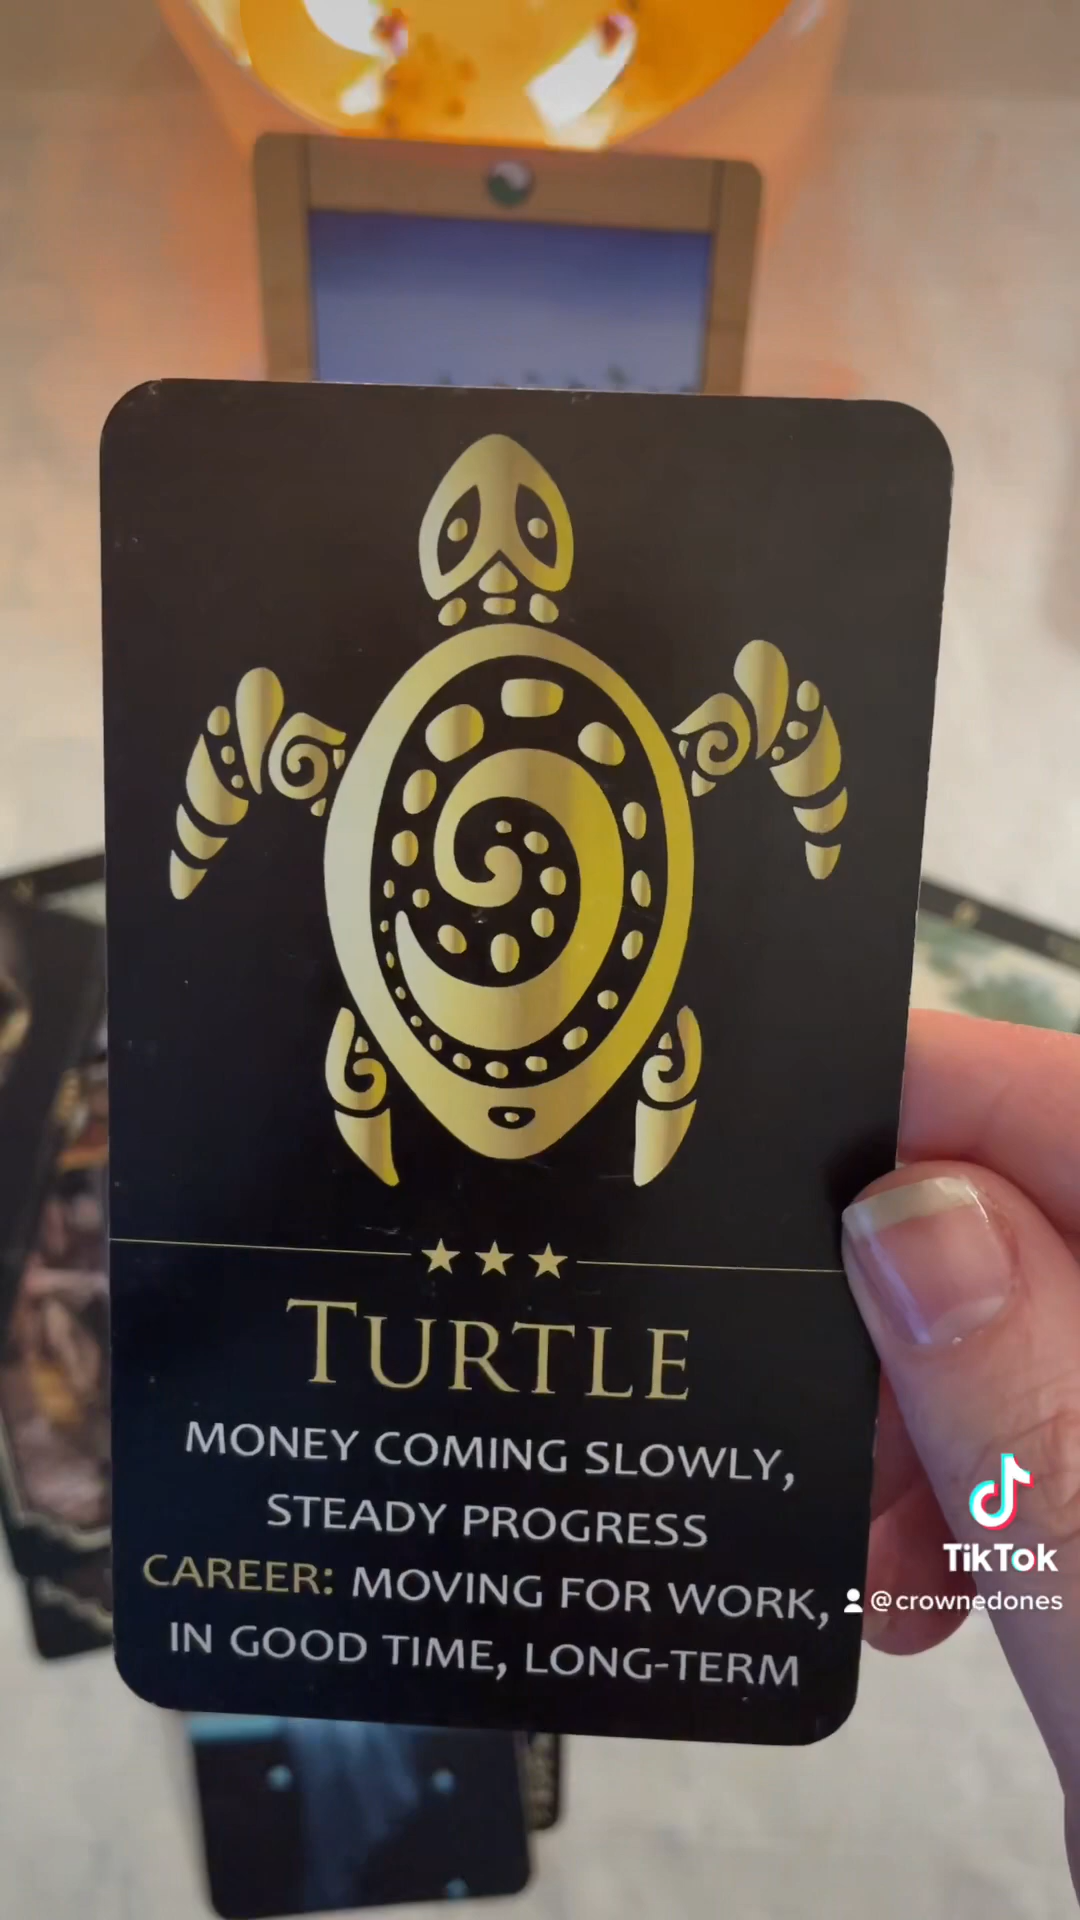 TURTLE
MONEY COMING SLOWLY,
STEADY PROGRESS
CAREER: MOVING FOR WORK,
IN GOOD TIME, LONG-TERM
TikTok
@crownedones